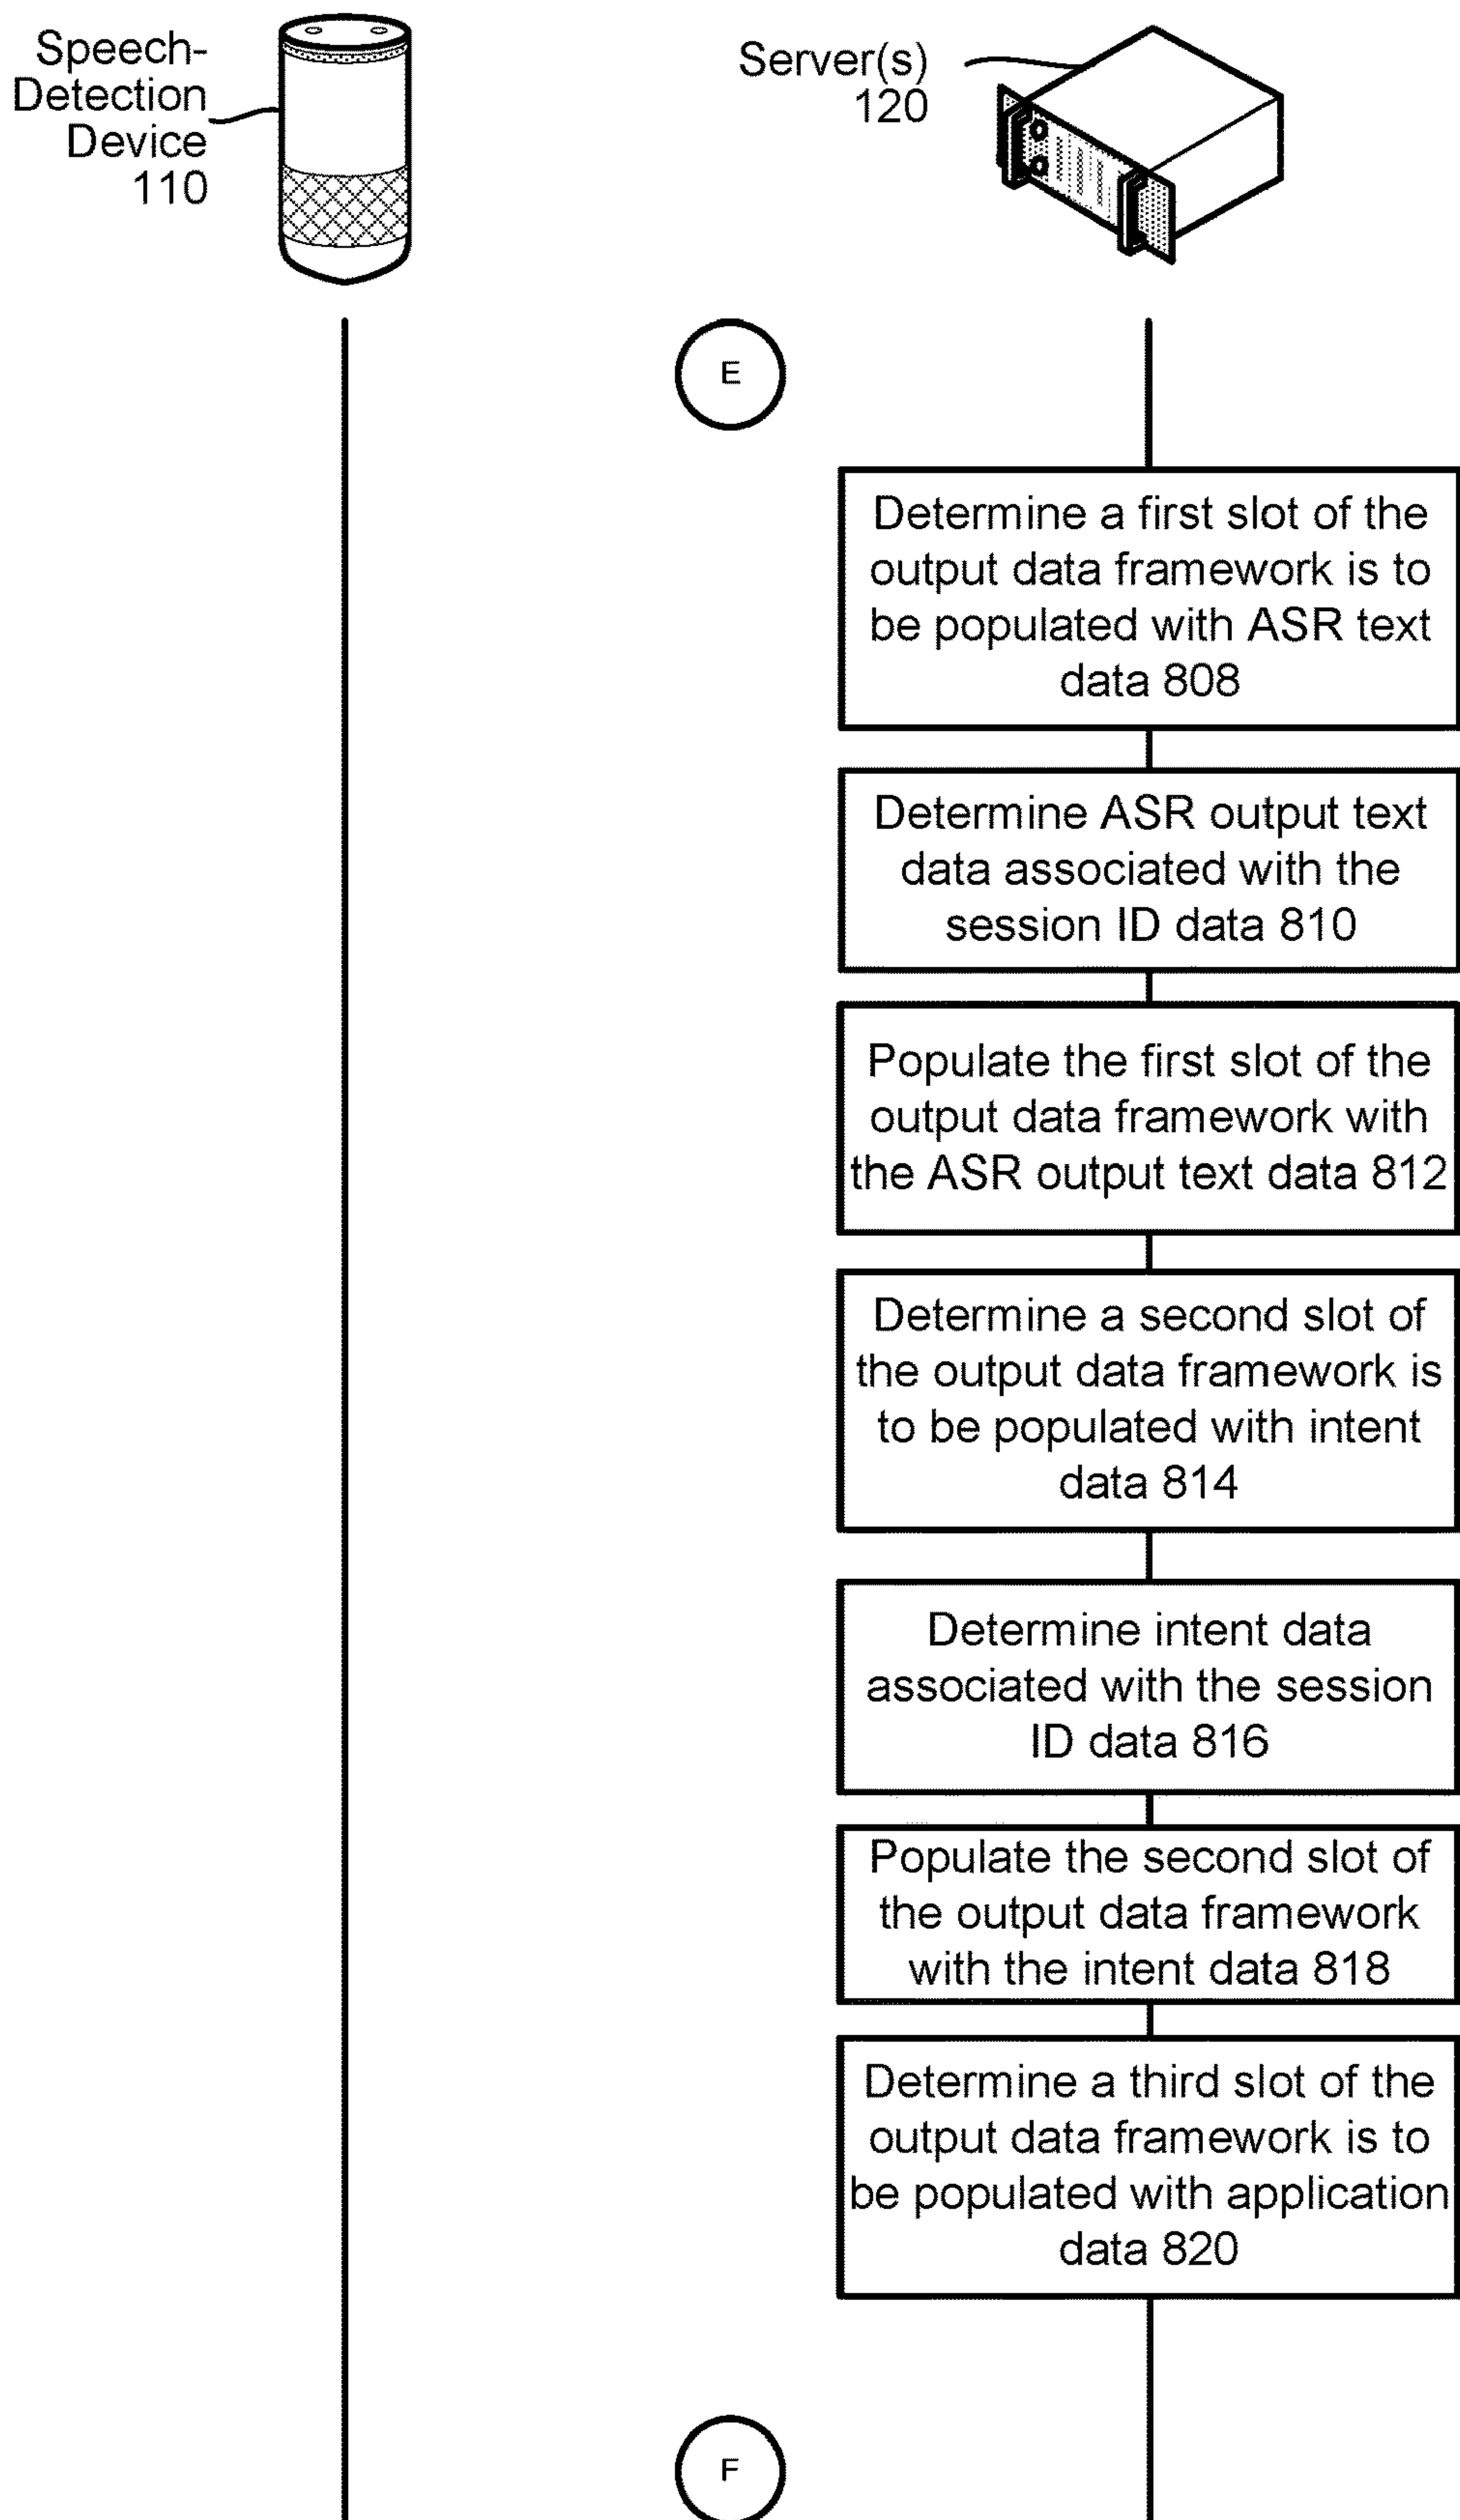 Speech-
Detection
Device
110
Server(s)
120
E
Determine a first slot of the
output data framework is to
be populated with ASR text
data 808
Determine ASR output text
data associated with the
session ID data 810
Populate the first slot of the
output data framework with
the ASR output text data 812
Determine a second slot of
the output data framework is
to be populated with intent
data 814
Determine intent data
associated with the session
ID data 816
Populate the second slot of
the output data framework
with the intent data 818
Determine a third slot of the
output data framework is to
be populated with application
data 820
F